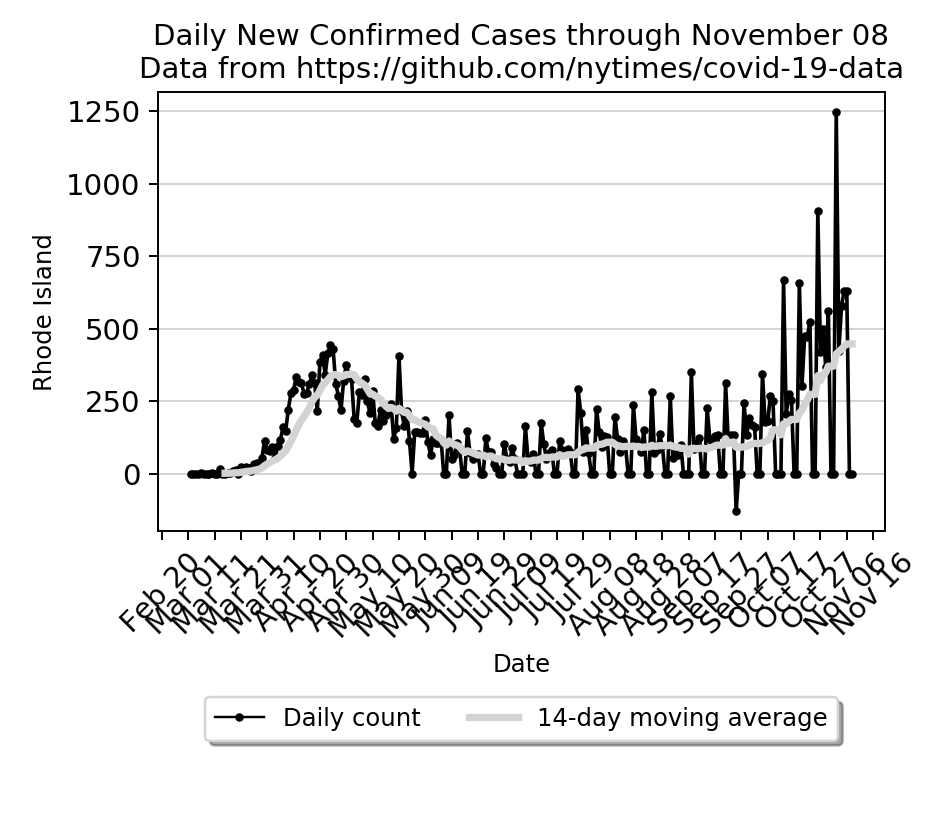 Daily New Confirmed Cases through November 08
Data from https://github.com/nytimes/covid-19-data
1250
1000
750
500
250
0
Rhode Island
Feb 20
Mar 01
Mar 11
Mar 21
Mar 31
Apr 10
Apr 20
Apr 30
May 10
May 20
May 30
Jun 09
Jun 19
Jun 29
Jul 09
Jul 19
Jul 29
Aug 08
Aug 18
Aug 28
Sep 07
Sep 17
Sep 27
Oct 07
Oct 17
Oct 27
Nov 06
Nov 16
Date
Daily count
14-day moving average